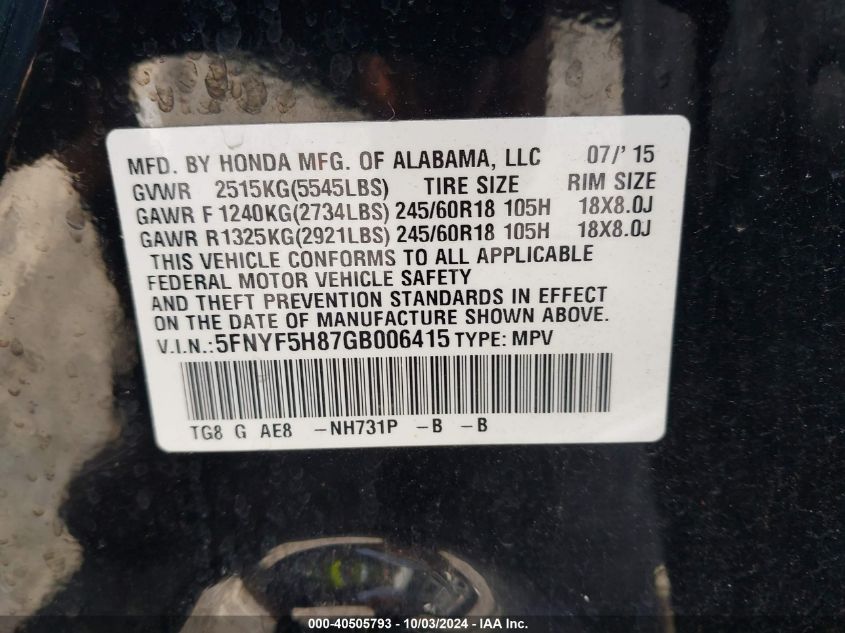 MFD. BY HONDA MFG. OF ALABAMA, LLC 07/' 15
GVWR 2515KG(5545LBS) TIRE SIZE RIM SIZE
GAWR F 1240KG(2734LBS) 245/60R18 105H 18X8.0J
GAWR R1325KG(2921LBS) 245/60R18 105H 18X8.0J
THIS VEHICLE CONFORMS TO ALL APPLICABLE
FEDERAL MOTOR VEHICLE SAFETY
AND THEFT PREVENTION STANDARDS IN EFFECT
ON THE DATE OF MANUFACTURE SHOWN ABOVE.
V.I.N.:5FNYF5H87GB006415 TYPE: MPV
TG8 G AE8 -NH731P -B -B
000-40505793 - 10/03/2024 - IAA Inc.